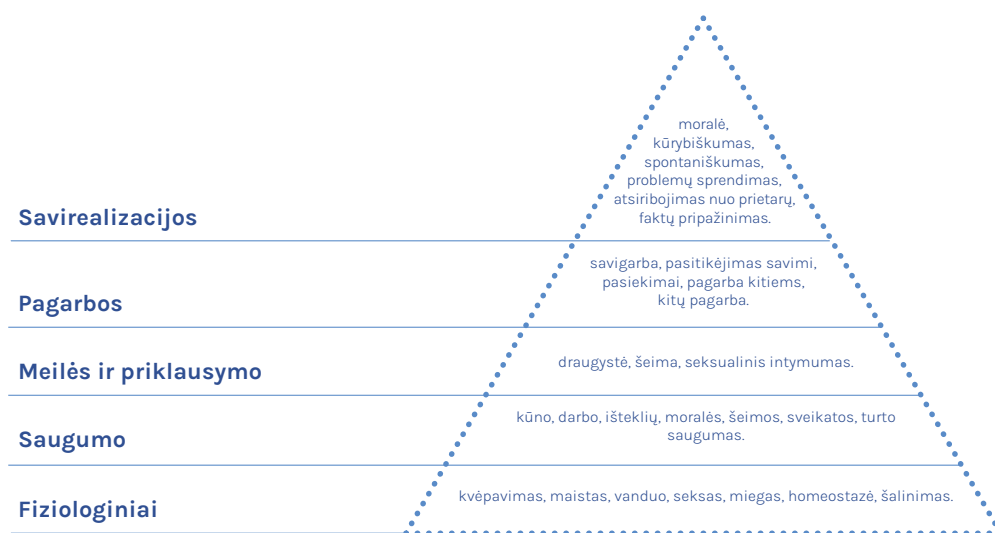 moralė,
kūrybiškumas,
spontaniškumas,
problemų sprendimas,
atsiribojimas nuo prietarų,
faktų pripažinimas.
Savirealizacijos
savigarba, pasitikėjimas savimi,
pasiekimai, pagarba kitiems,
kitų pagarba.
Pagarbos
draugystė, šeima, seksualinis intymumas.
Meilės ir priklausymo
kūno, darbo, išteklių, moralės, šeimos, sveikatos, turto
saugumas.
Saugumo
kvėpavimas, maistas, vanduo, seksas, miegas, homeostazė, šalinimas.
Fiziologiniai